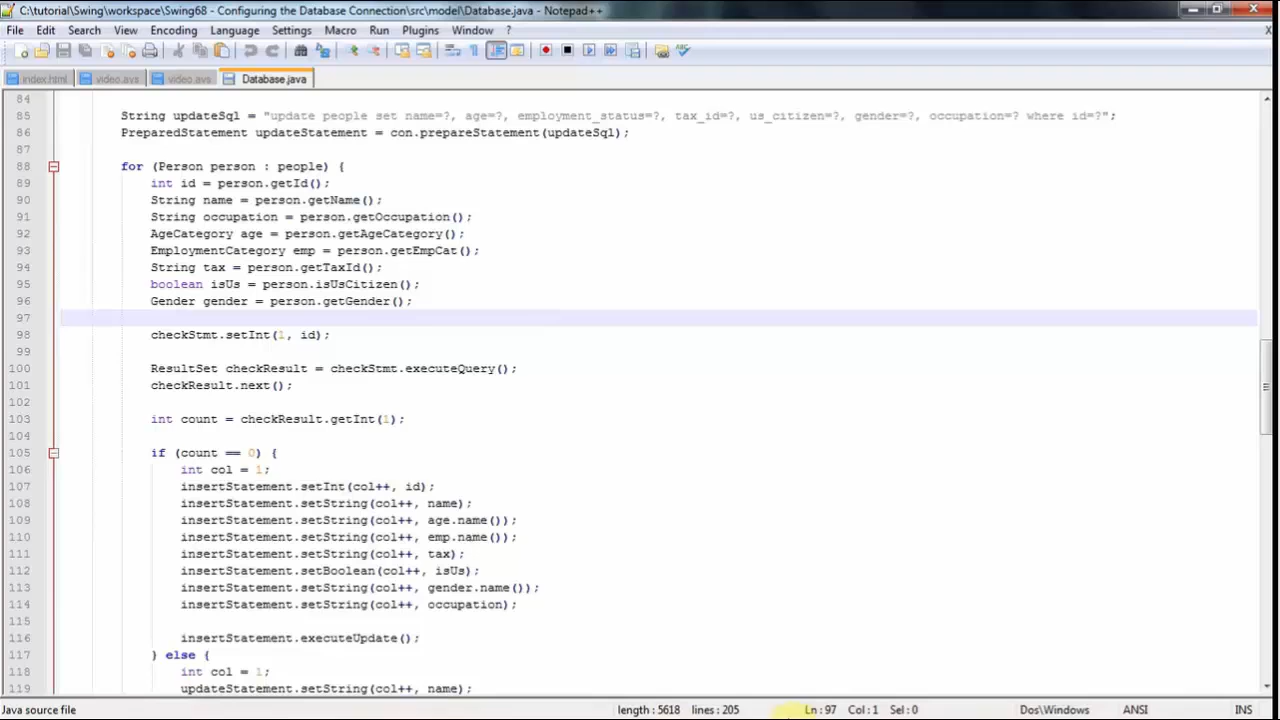 C:\tutorial\Swing\workspace\Swing68 - Configuring the Database Connection\src\model\Database.java - Notepad++
File Edit Search View Encoding Language Settings Macro Run Plugins Window ? X
index.html video.avs video.avs Database.java
84
85 String updateSql = "update people set name=?, age=?, employment_status=?, tax_id=?, us_citizen=?, gender=?, occupation=? where id=?";
86 PreparedStatement updateStatement = con.prepareStatement(updateSql);
87
88 for (Person person : people) {
89 int id = person.getId();
90 String name = person.getName();
91 String occupation = person.getOccupation();
92 AgeCategory age = person.getAgeCategory();
93 EmploymentCategory emp = person.getEmpCat();
94 String tax = person.getTaxId();
95 boolean isUs = person.isUsCitizen();
96 Gender gender = person.getGender();
97
98 checkStmt.setInt(1, id);
99
100 ResultSet checkResult = checkStmt.executeQuery();
101 checkResult.next();
102
103 int count = checkResult.getInt(1);
104
105 if (count == 0) {
106 int col = 1;
107 insertStatement.setInt(col++, id);
108 insertStatement.setString(col++, name);
109 insertStatement.setString(col++, age.name());
110 insertStatement.setString(col++, emp.name());
111 insertStatement.setString(col++, tax);
112 insertStatement.setBoolean(col++, isUs);
113 insertStatement.setString(col++, gender.name());
114 insertStatement.setString(col++, occupation);
115
116 insertStatement.executeUpdate();
117 } else {
118 int col = 1;
119 updateStatement.setString(col++, name);
Java source file length : 5618 lines : 205 Ln : 97 Col : 1 Sel : 0 Dos\Windows ANSI INS